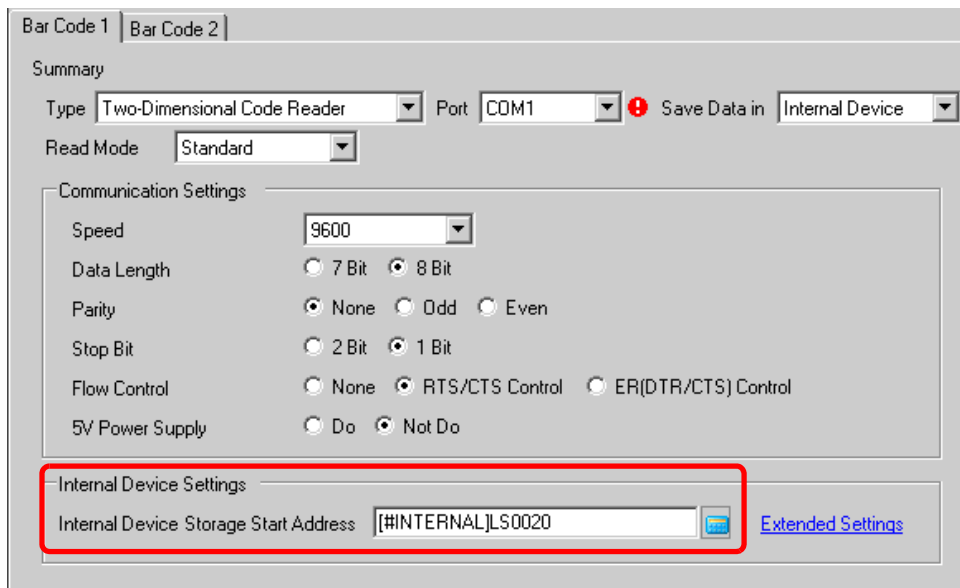 Bar Code 1 Bar Code 2
Summary
Type Two-Dimensional Code Reader Port COM1 Save Data in Internal Device
Read Mode Standard
Communication Settings
Speed 9600
Data Length 7 Bit 8 Bit
Parity None Odd Even
Stop Bit 2 Bit 1 Bit
Flow Control None RTS/CTS Control ER(DTR/CTS) Control
5V Power Supply Do Not Do
Internal Device Settings
Internal Device Storage Start Address [#INTERNAL]LS0020 Extended Settings